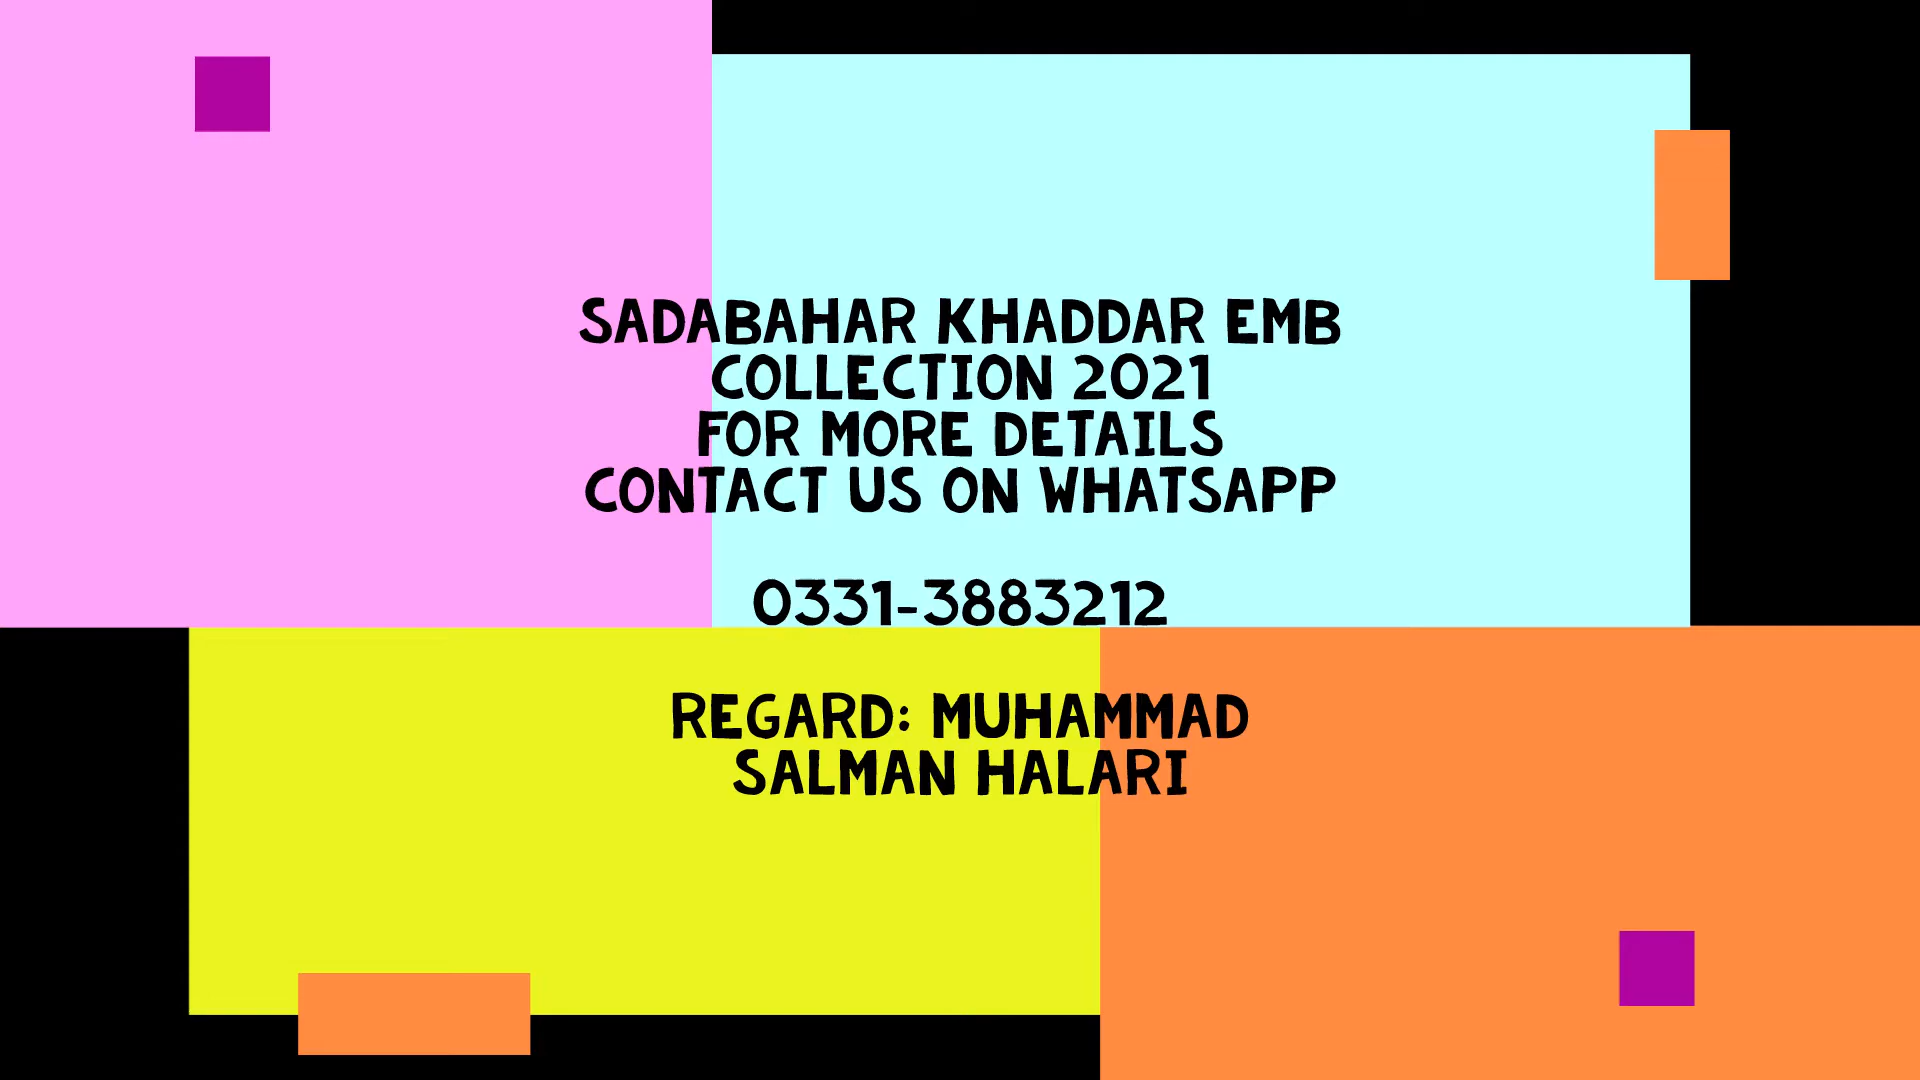 SADABAHAR KHADDAR EMB
COLLECTION 2021
FOR MORE DETAILS
CONTACT US ON WHATSAPP
0331-3883212
REGARD: MUHAMMAD
SALMAN HALARI